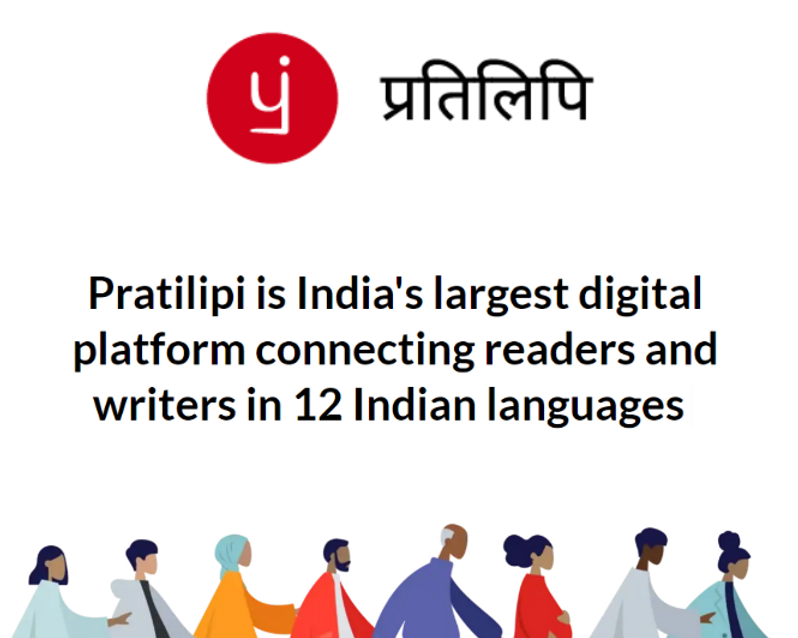 प्रतिलिपि
Pratilipi is India's largest digital
platform connecting readers and
writers in 12 Indian languages